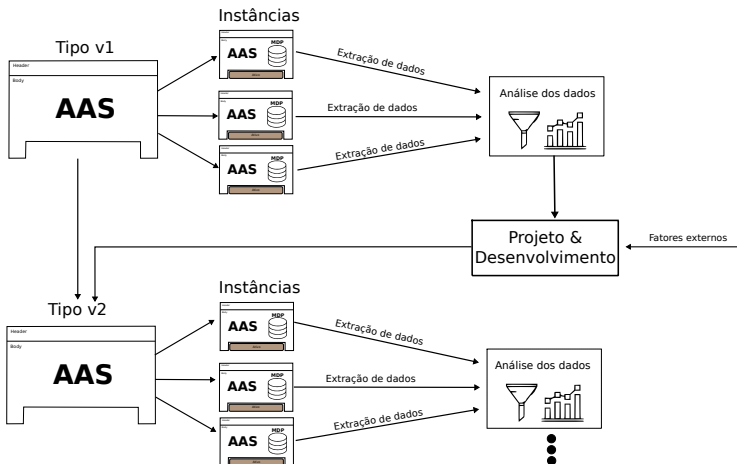 Instâncias
Tipo v1
Header
Body
AAS
MDP
AAS
MDP
AAS
MDP
AAS
Extração de dados
Extração de dados
Extração de dados
Análise dos dados
Projeto &
Desenvolvimento
Fatores externos
Instâncias
Tipo v2
Header
Body
AAS
MDP
AAS
MDP
AAS
MDP
AAS
Extração de dados
Extração de dados
Extração de dados
Análise dos dados